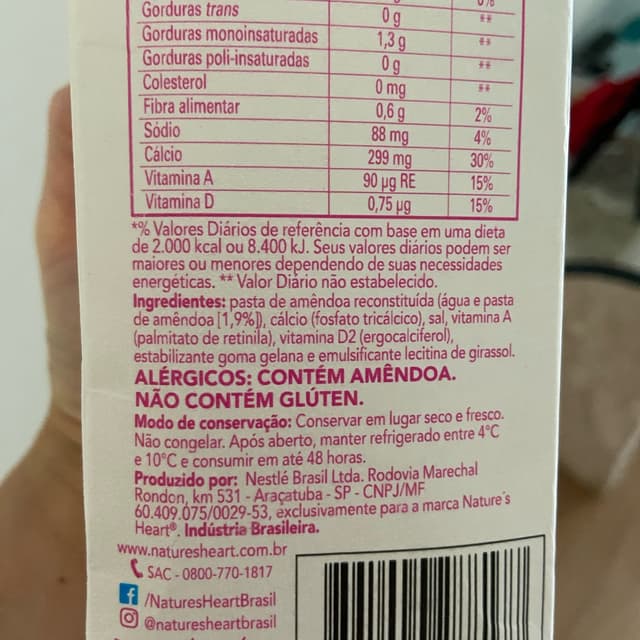 Gorduras trans 0 g **
Gorduras monoinsaturadas 1,3 g **
Gorduras poli-insaturadas 0 g **
Colesterol 0 mg **
Fibra alimentar 0,6 g 2%
Sódio 88 mg 4%
Cálcio 299 mg 30%
Vitamina A 90 µg RE 15%
Vitamina D 0,75 µg 15%
*% Valores Diários de referência com base em uma dieta
de 2.000 kcal ou 8.400 kJ. Seus valores diários podem ser
maiores ou menores dependendo de suas necessidades
energéticas. ** Valor Diário não estabelecido.
Ingredientes: pasta de amêndoa reconstituída (água e pasta
de amêndoa [1,9%]), cálcio (fosfato tricálcico), sal, vitamina A
(palmitato de retinila), vitamina D2 (ergocalciferol),
estabilizante goma gelana e emulsificante lecitina de girassol.
ALÉRGICOS: CONTÉM AMÊNDOA.
NÃO CONTÉM GLÚTEN.
Modo de conservação: Conservar em lugar seco e fresco.
Não congelar. Após aberto, manter refrigerado entre 4°C
e 10°C e consumir em até 48 horas.
Produzido por: Nestlé Brasil Ltda. Rodovia Marechal
Rondon, km 531 - Araçatuba - SP - CNPJ/MF
60.409.075/0029-53, exclusivamente para a marca Nature's
Heart®. Indústria Brasileira.
www.naturesheart.com.br
SAC - 0800-770-1817
/NaturesHeartBrasil
@naturesheartbrasil